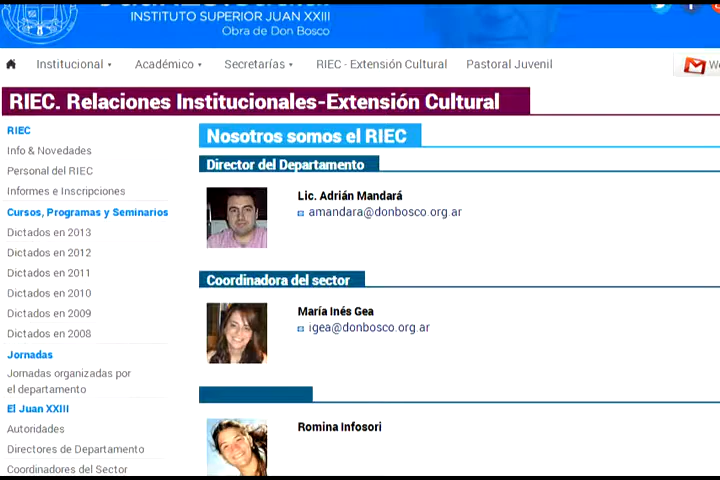 INSTITUTO SUPERIOR JUAN XXIII
Obra de Don Bosco
Institucional
Académico
Secretarías
RIEC - Extensión Cultural
Pastoral Juvenil
RIEC. Relaciones Institucionales-Extensión Cultural
RIEC
Info & Novedades
Personal del RIEC
Informes e Inscripciones
Cursos, Programas y Seminarios
Dictados en 2013
Dictados en 2012
Dictados en 2011
Dictados en 2010
Dictados en 2009
Dictados en 2008
Jornadas
Jornadas organizadas por
el departamento
El Juan XXIII
Autoridades
Directores de Departamento
Coordinadores del Sector
Nosotros somos el RIEC
Director del Departamento
Lic. Adrián Mandará
amandara@donbosco.org.ar
Coordinadora del sector
María Inés Gea
igea@donbosco.org.ar
Romina Infosori